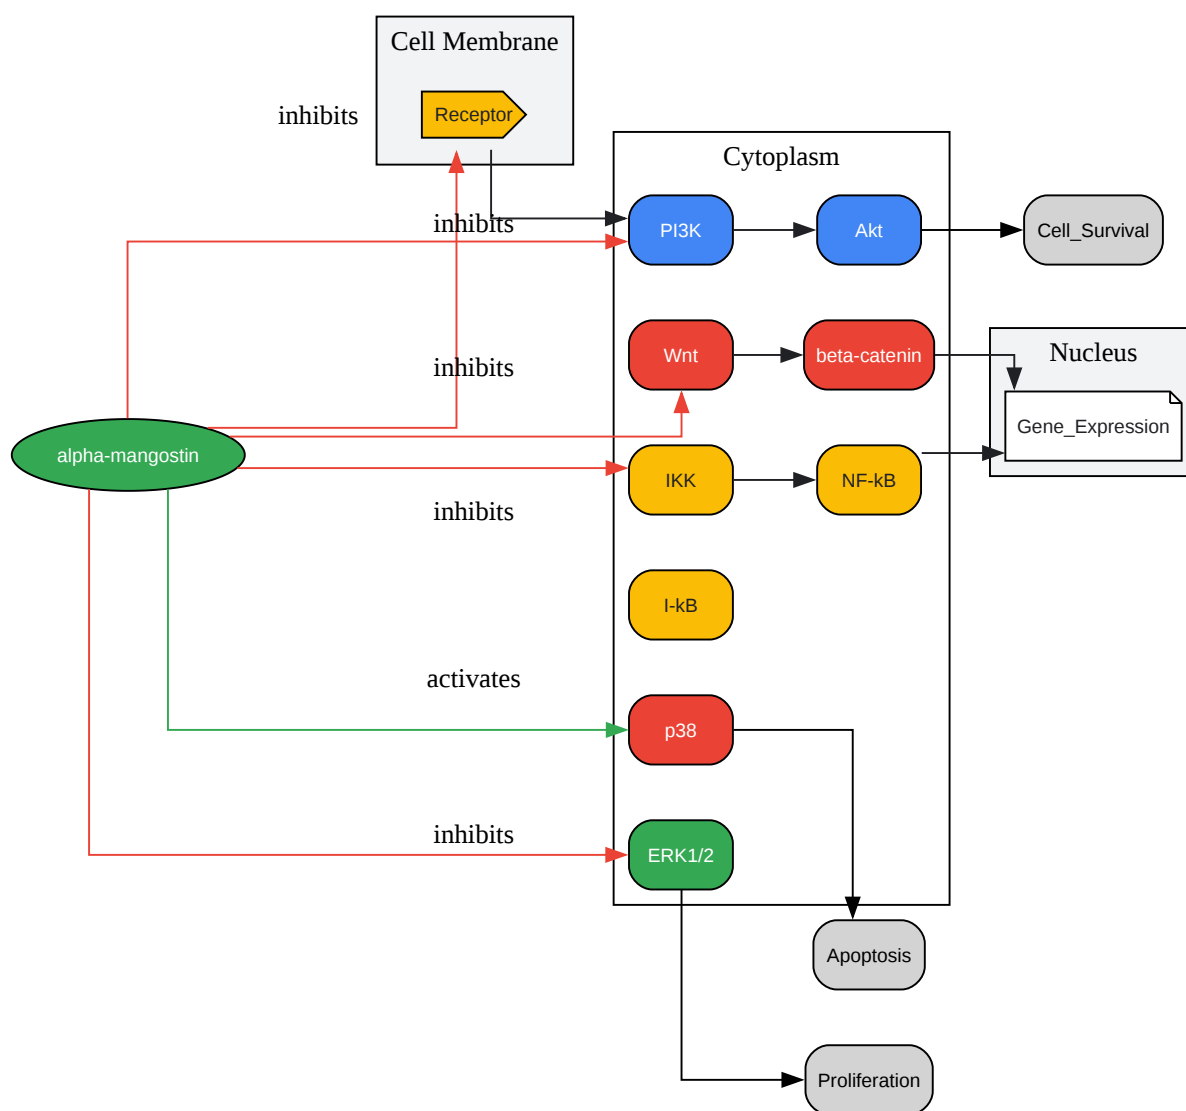 Cell Membrane
inhibits
Receptor
Cytoplasm
inhibits
PI3K
Akt
Cell_Survival
inhibits
Wnt
beta-catenin
Nucleus
Gene_Expression
alpha-mangostin
IKK
NF-kB
inhibits
I-kB
activates
p38
inhibits
ERK1/2
Apoptosis
Proliferation